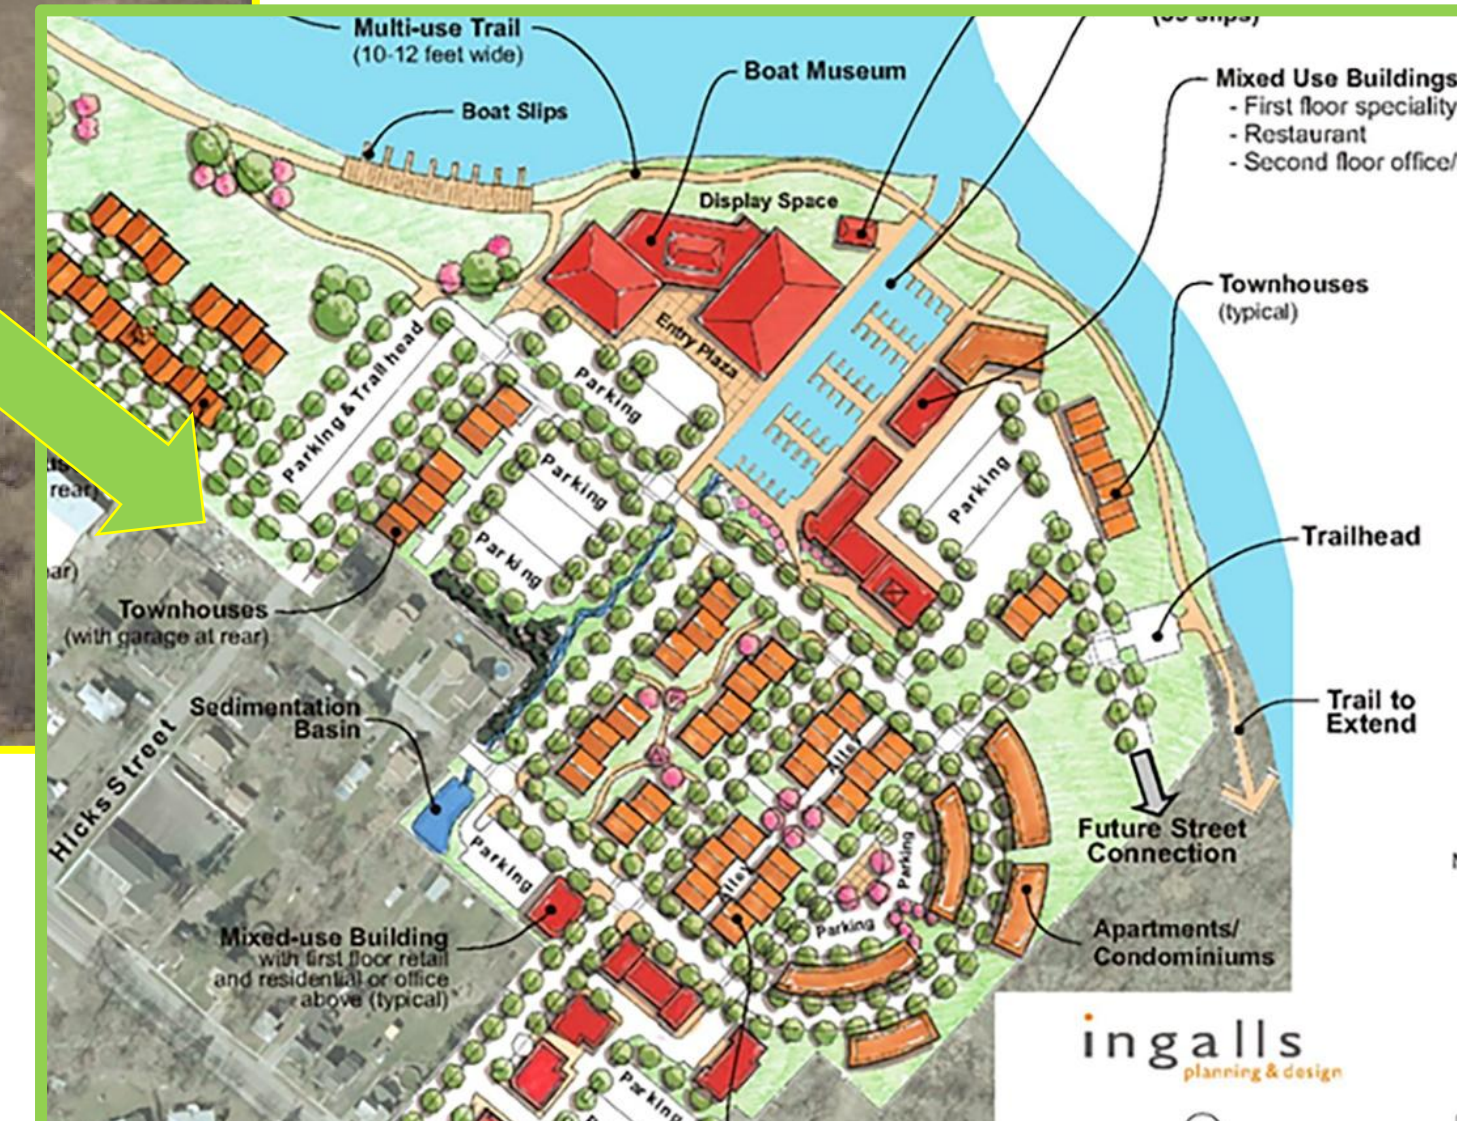 Multi-use Trail
(10-12 feet wide)
Boat Museum
Boat Slips
Mixed Use Buildings
- First floor speciality
- Restaurant
- Second floor office/
Display Space
Townhouses
(typical)
Entry Plaza
Parking & Trailhead
Parking
Parking
Parking
Parking
rear)
Trailhead
Townhouses
(with garage at rear)
Trail to
Extend
Sedimentation
Basin
Hicks Street
Alley
Future Street
Connection
Parking
Parking
Alley
Parking
Apartments/
Condominiums
Mixed-use Building
with first floor retail
and residential or office
above (typical)
ingalls
planning & design
Parking